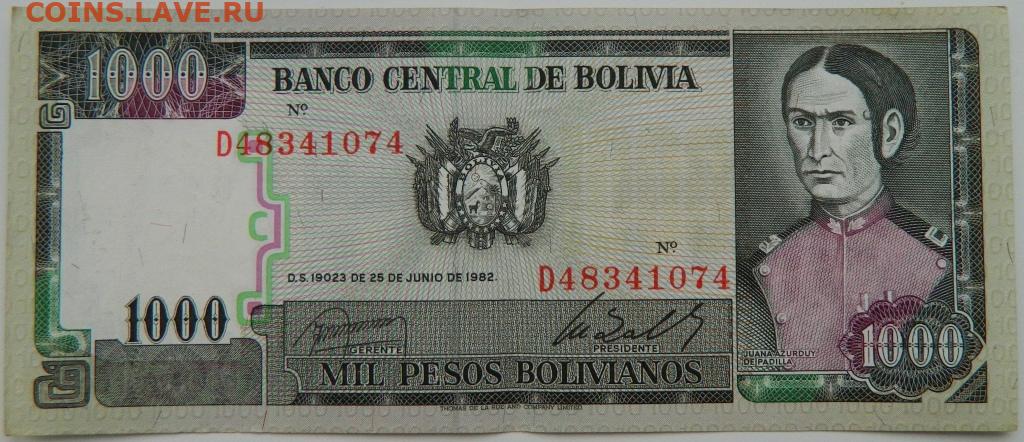 COINS.LAVE.RU
1000
BANCO CENTRAL DE BOLIVIA
Nº
D48341074
Nº
D48341074
D.S. 19023 DE 25 DE JUNIO DE 1982.
1000
GERENTE
PRESIDENTE
MIL PESOS BOLIVIANOS
JUANA AZURDUY
DE PADILLA
1000
THOMAS DE LA RUE AND COMPANY LIMITED